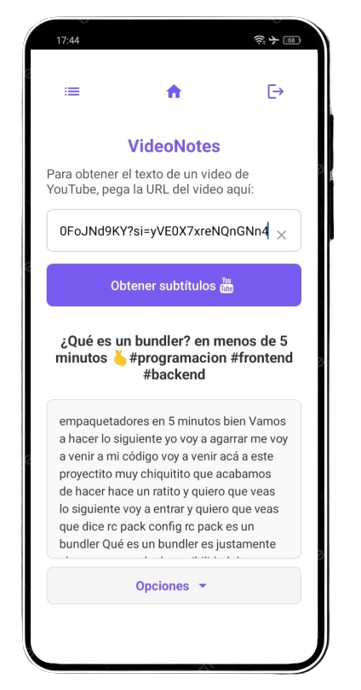 17:44
68
VideoNotes
Para obtener el texto de un video de
YouTube, pega la URL del video aquí:
0FoJNd9KY?si=yVE0X7xreNQnGNn4
Obtener subtítulos You Tube
¿Qué es un bundler? en menos de 5
minutos 🫰 #programacion #frontend
#backend
empaquetadores en 5 minutos bien Vamos
a hacer lo siguiente yo voy a agarrar me voy
a venir a mi código voy a venir acá a este
proyectito muy chiquitito que acabamos
de hacer hace un ratito y quiero que veas
lo siguiente voy a entrar y quiero que veas
que dice rc pack config rc pack es un
bundler Qué es un bundler es justamente
Opciones